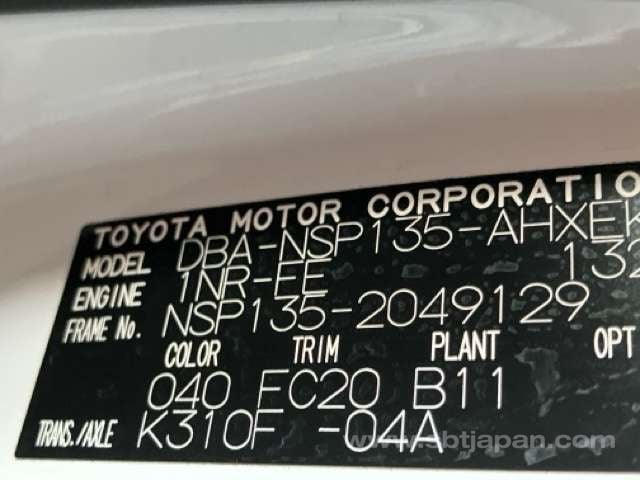 TOYOTA MOTOR CORPORATIO
MODEL DBA-NSP135-AHXEK
ENGINE 1NR-FE 132
FRAME No. NSP135-2049129
COLOR TRIM PLANT OPT
040 FC20 B11
TRANS./AXLE K310F -04A
www.sbtjapan.com